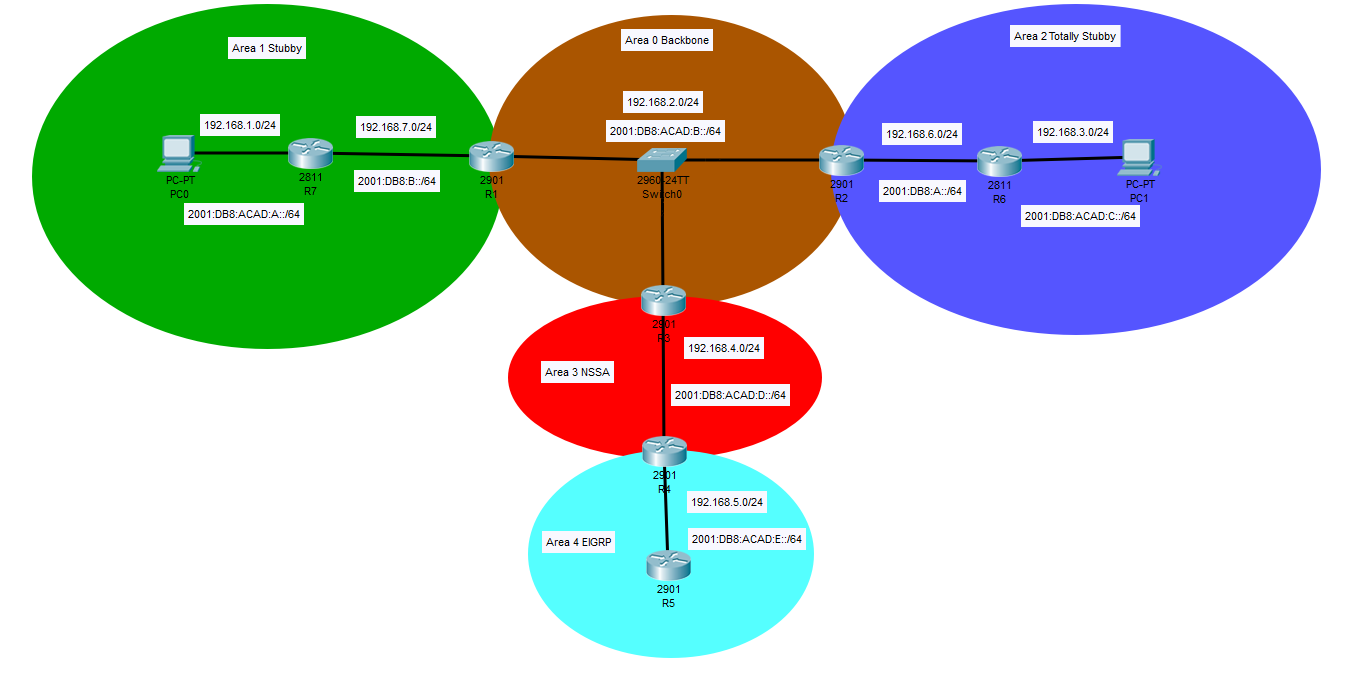 Area 1 Stubby
Area 0 Backbone
Area 2 Totally Stubby
192.168.1.0/24
192.168.7.0/24
192.168.2.0/24
2001:DB8:ACAD:B::/64
192.168.6.0/24
192.168.3.0/24
PC-PT
PC0
2811
R7
2001:DB8:B::/64
2901
R1
2960-24TT
Switch0
2901
R2
2001:DB8:A::/64
2811
R6
PC-PT
PC1
2001:DB8:ACAD:A::/64
2001:DB8:ACAD:C::/64
2901
R3
192.168.4.0/24
Area 3 NSSA
2001:DB8:ACAD:D::/64
2901
R4
192.168.5.0/24
Area 4 EIGRP
2001:DB8:ACAD:E::/64
2901
R5